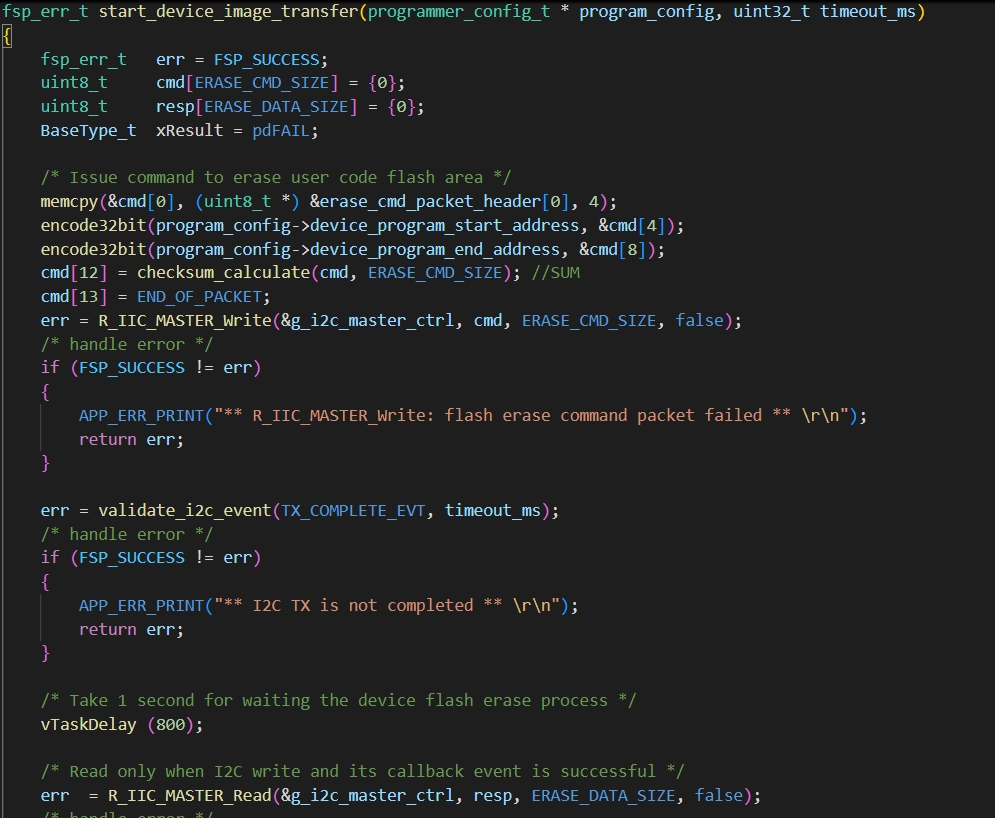 fsp_err_t start_device_image_transfer(programmer_config_t * program_config, uint32_t timeout_ms)
{
    fsp_err_t   err = FSP_SUCCESS;
    uint8_t     cmd[ERASE_CMD_SIZE] = {0};
    uint8_t     resp[ERASE_DATA_SIZE] = {0};
    BaseType_t  xResult = pdFAIL;

    /* Issue command to erase user code flash area */
    memcpy(&cmd[0], (uint8_t *) &erase_cmd_packet_header[0], 4);
    encode32bit(program_config->device_program_start_address, &cmd[4]);
    encode32bit(program_config->device_program_end_address, &cmd[8]);
    cmd[12] = checksum_calculate(cmd, ERASE_CMD_SIZE); //SUM
    cmd[13] = END_OF_PACKET;
    err = R_IIC_MASTER_Write(&g_i2c_master_ctrl, cmd, ERASE_CMD_SIZE, false);
    /* handle error */
    if (FSP_SUCCESS != err)
    {
        APP_ERR_PRINT("** R_IIC_MASTER_Write: flash erase command packet failed ** \r\n");
        return err;
    }

    err = validate_i2c_event(TX_COMPLETE_EVT, timeout_ms);
    /* handle error */
    if (FSP_SUCCESS != err)
    {
        APP_ERR_PRINT("** I2C TX is not completed ** \r\n");
        return err;
    }

    /* Take 1 second for waiting the device flash erase process */
    vTaskDelay (800);

    /* Read only when I2C write and its callback event is successful */
    err  = R_IIC_MASTER_Read(&g_i2c_master_ctrl, resp, ERASE_DATA_SIZE, false);
    /* handle error */